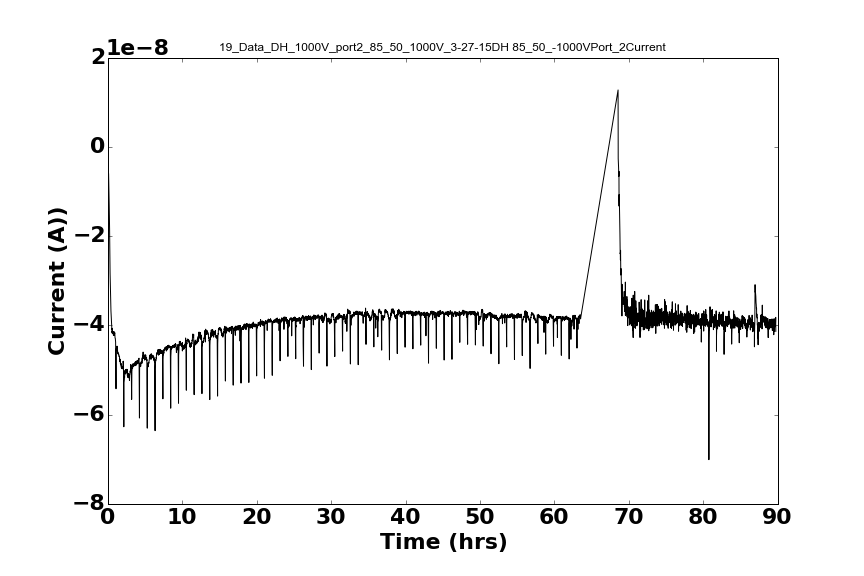 1e−8
19_Data_DH_1000V_port2_85_50_1000V_3-27-15DH 85_50_-1000VPort_2Current
2
0
−2
−4
−6
−8
Current (A))
0 10 20 30 40 50 60 70 80 90
Time (hrs)